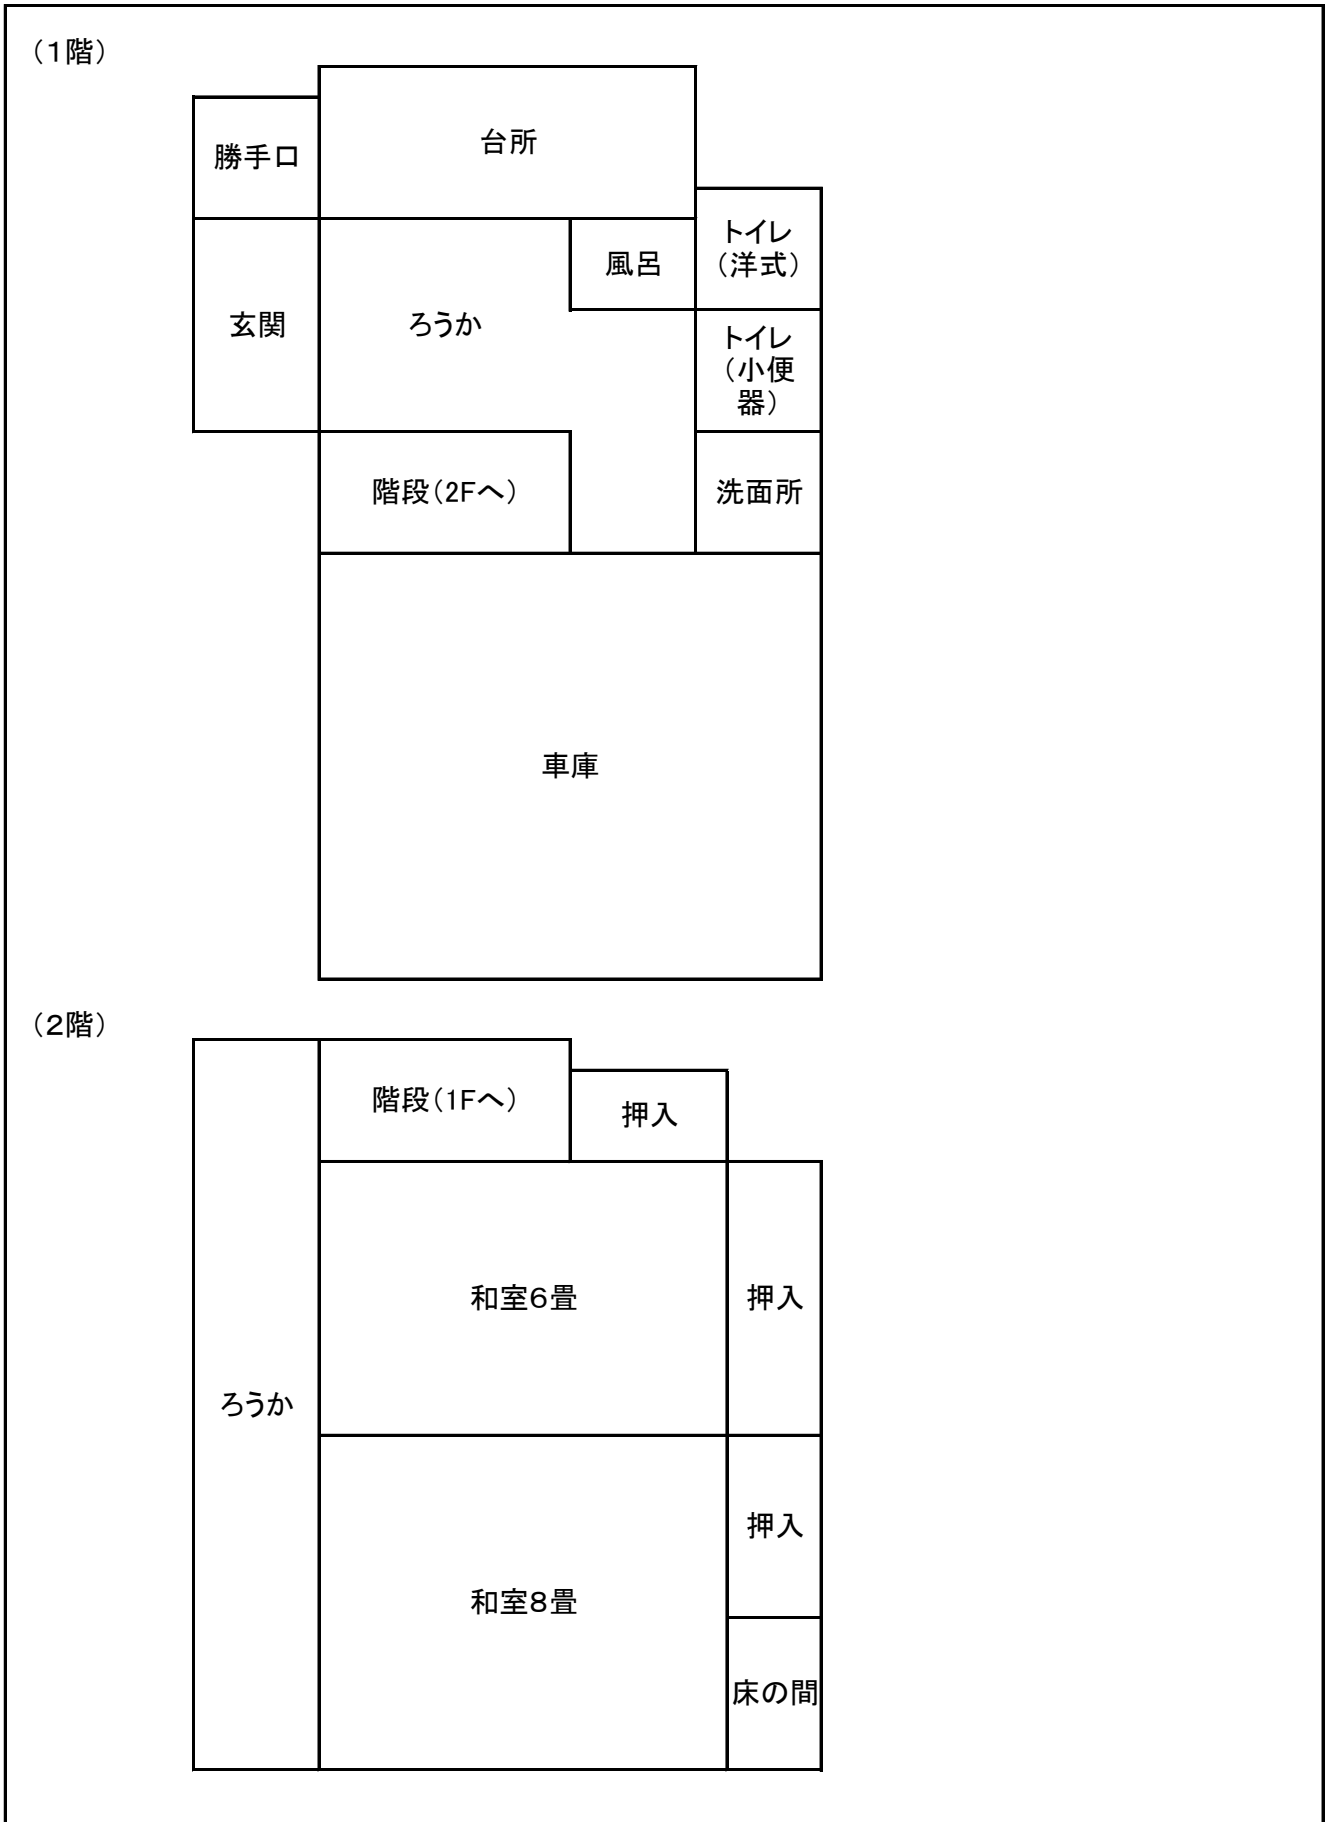 （１階）
台所
勝手口
トイレ
（洋式）
風呂
玄関
ろうか
トイレ
（小便
器）
階段（2Fへ）
洗面所
車庫
（２階）
階段（1Fへ）
押入
和室６畳
押入
ろうか
押入
和室８畳
床の間